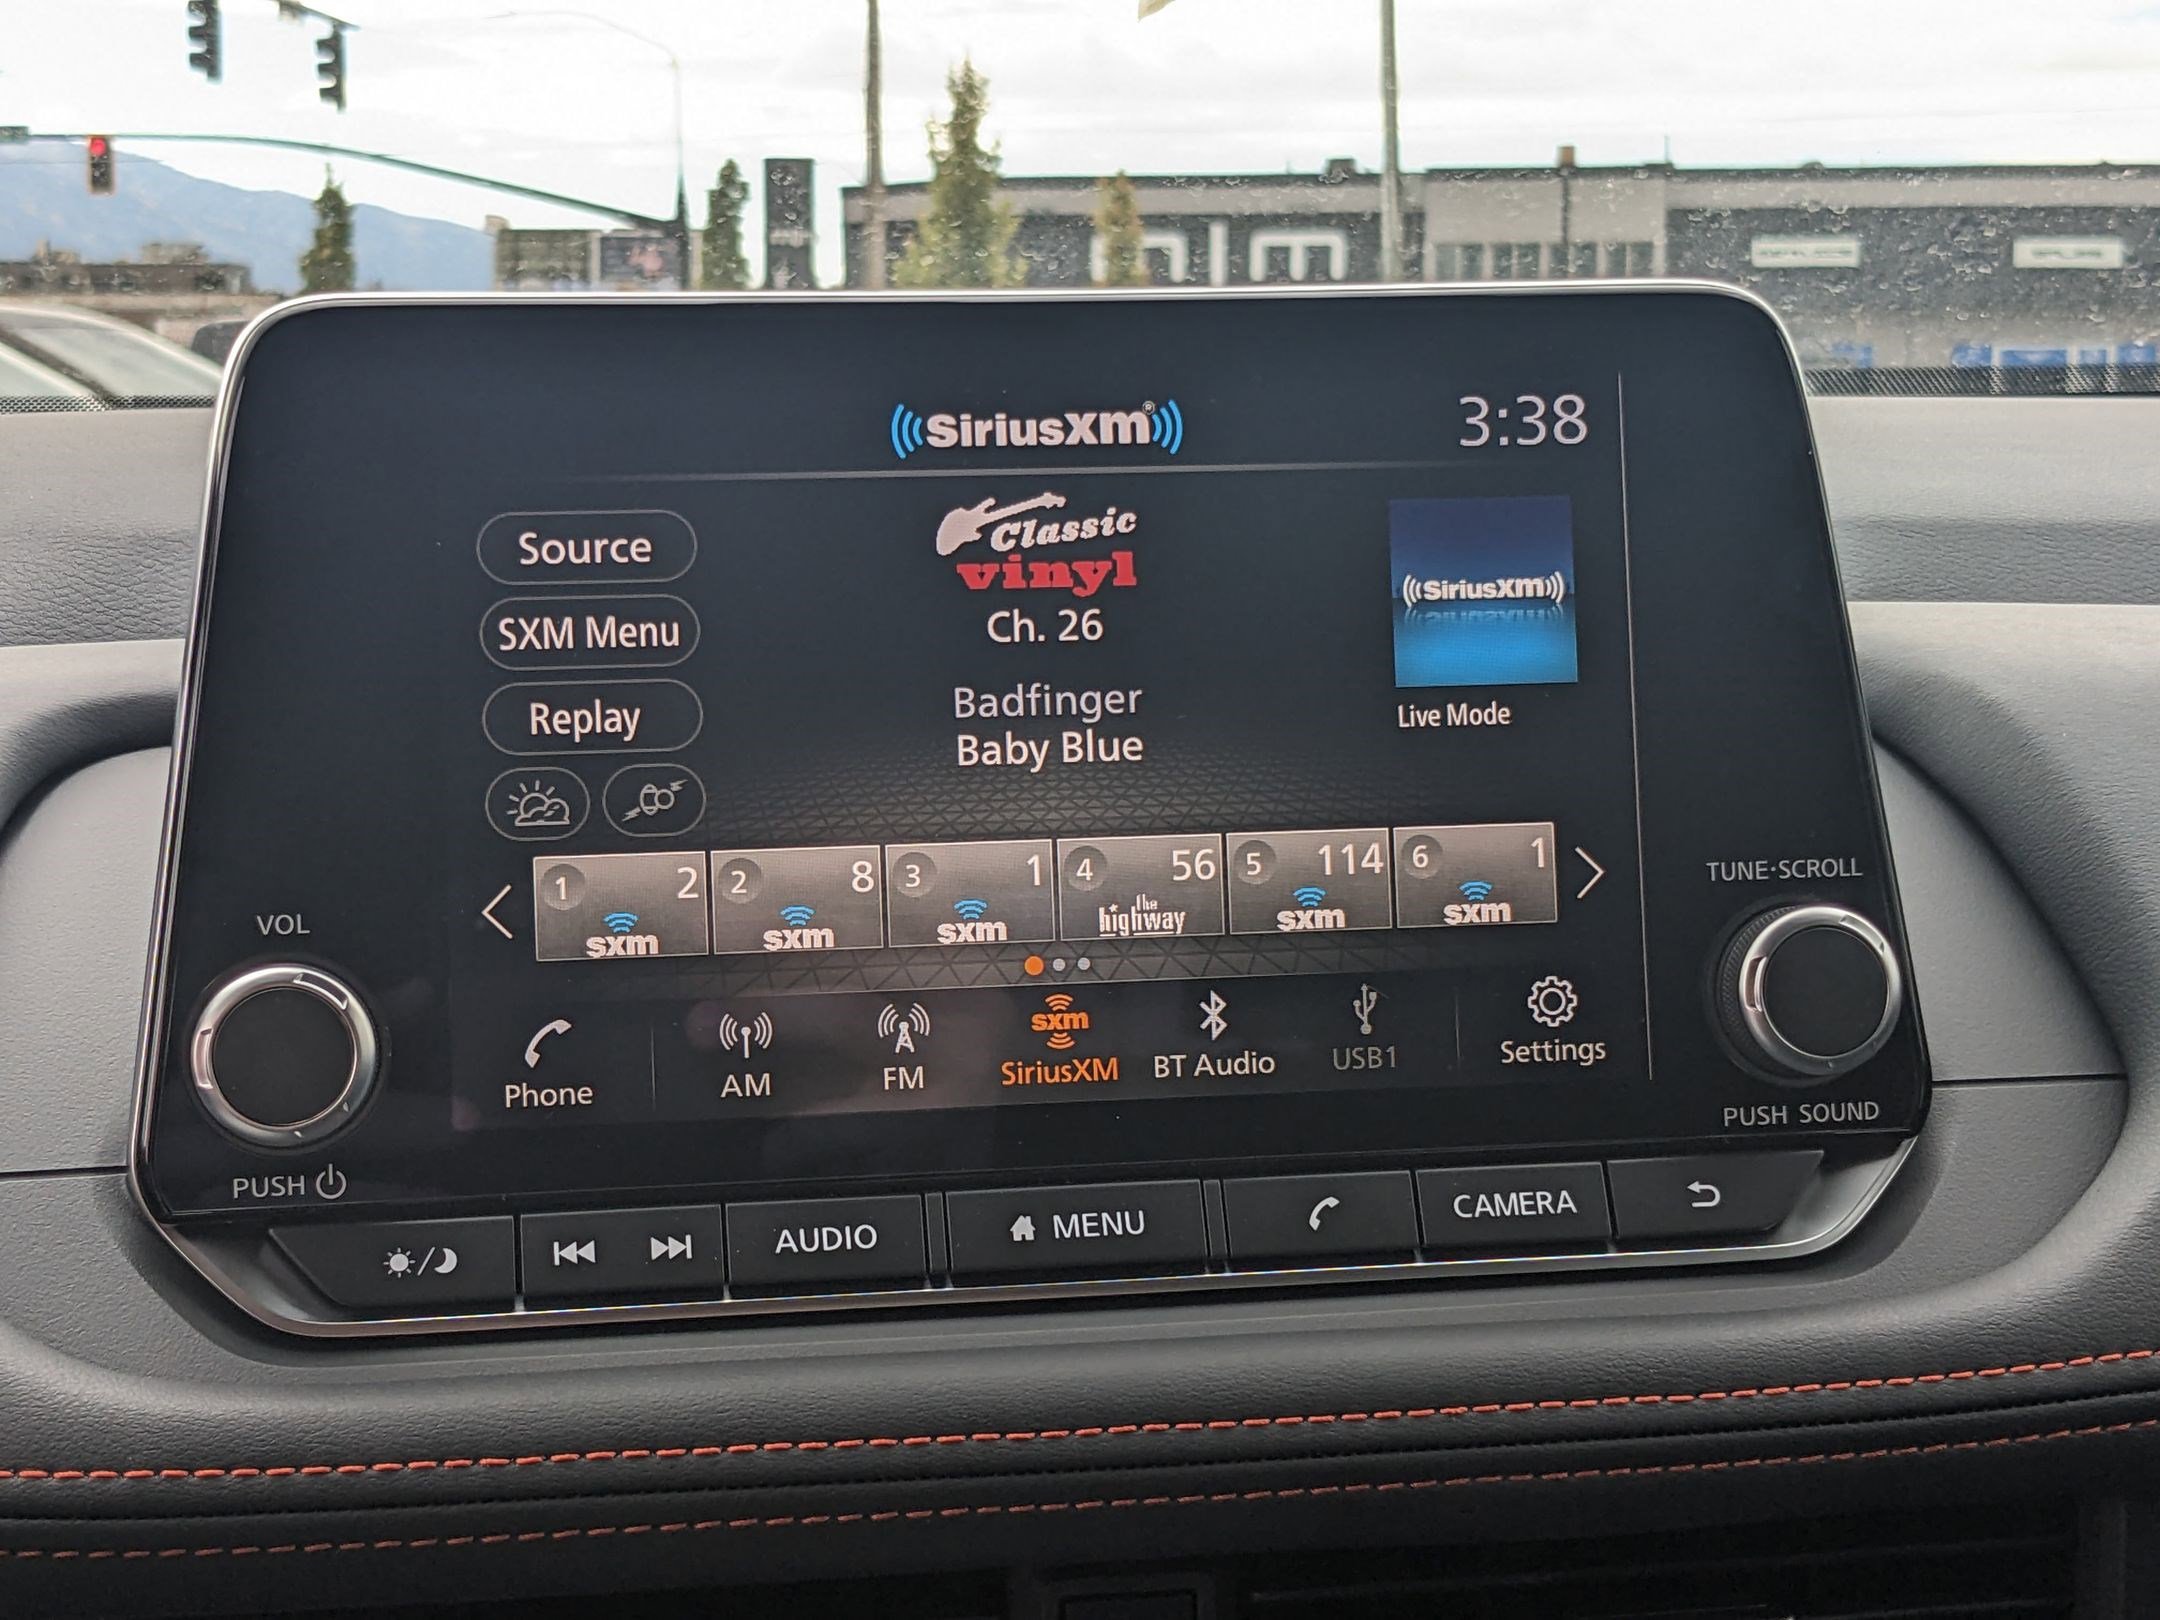 SiriusXM®
3:38
Source
SXM Menu
Replay
Classic
vinyl
Ch. 26
Badfinger
Baby Blue
SiriusXM
Live Mode
1 2
sxm
2 8
sxm
3 1
sxm
4 56
the
highway
5 114
sxm
6 1
sxm
Phone
AM
FM
sxm
SiriusXM
BT Audio
USB1
Settings
VOL
PUSH
TUNE·SCROLL
PUSH SOUND
AUDIO
MENU
CAMERA